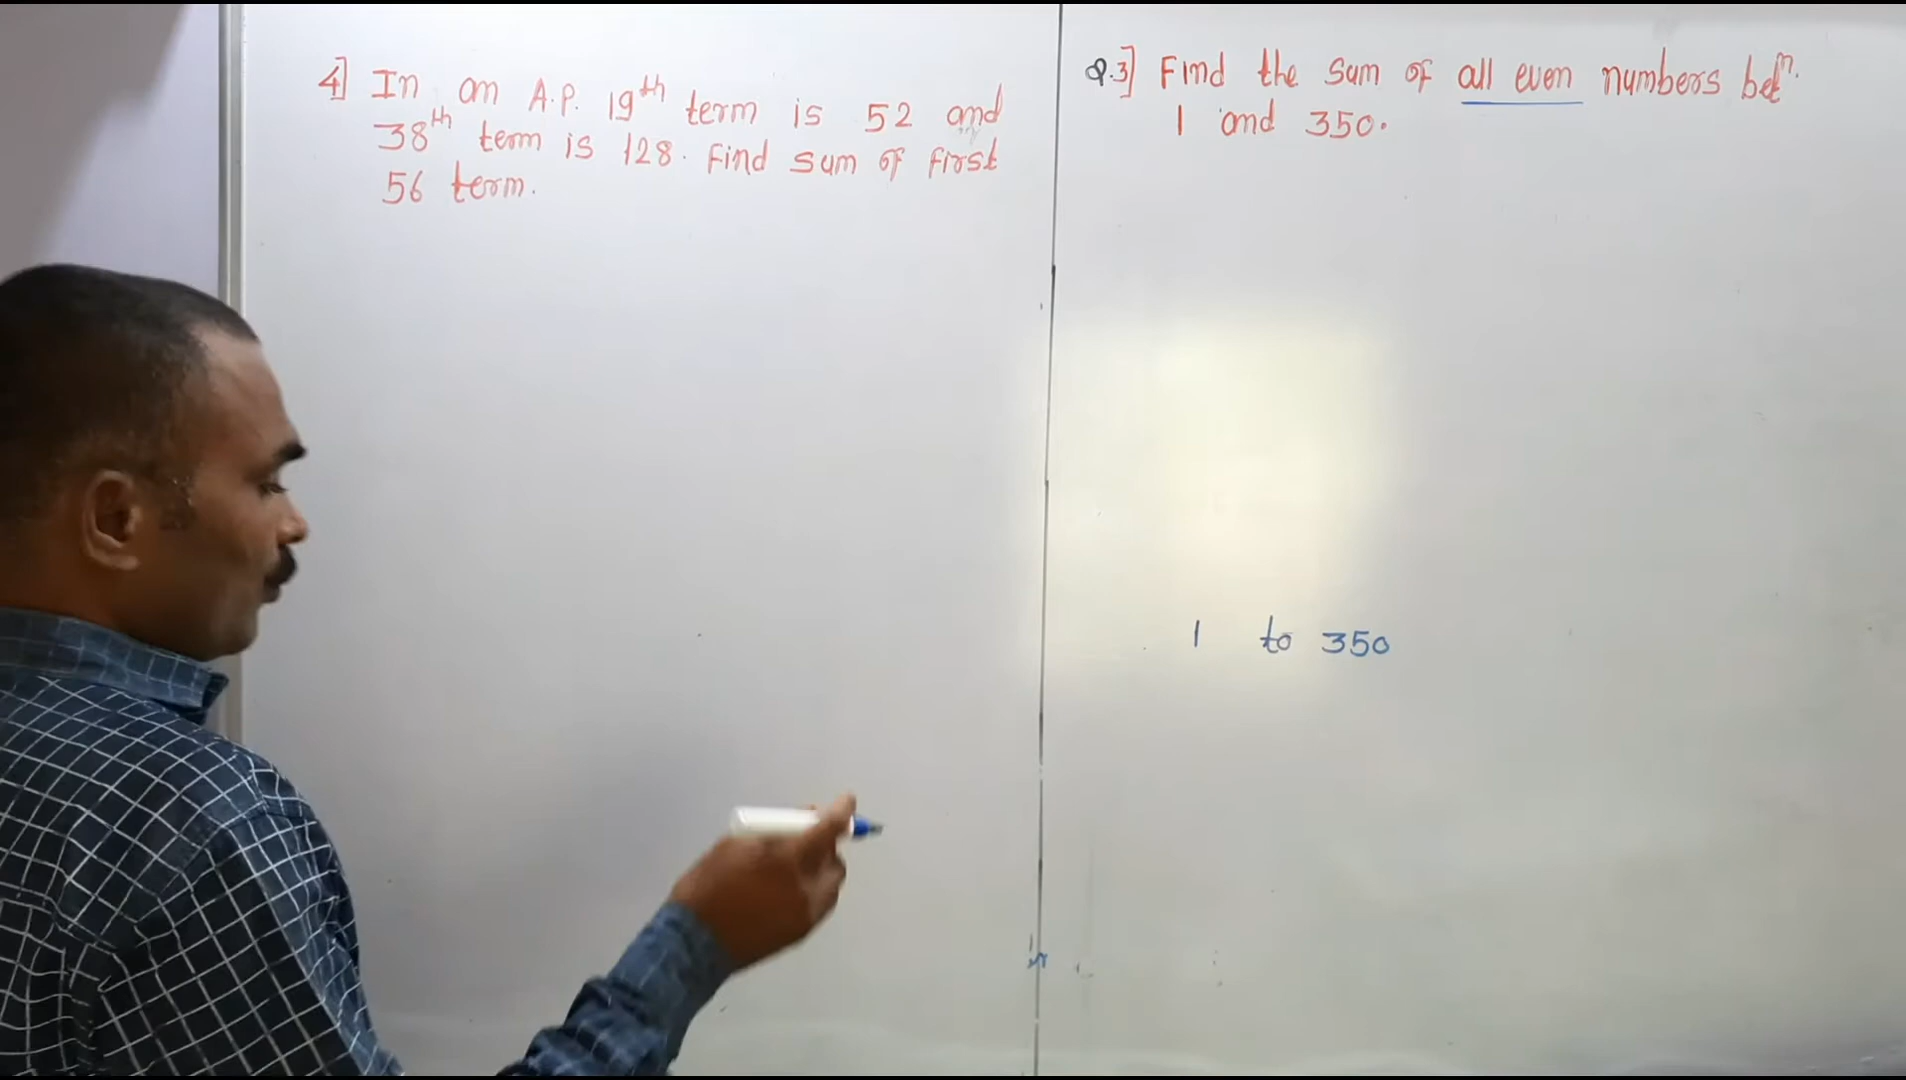 4] In an A.P. 19th term is 52 and
38th term is 128. Find sum of first
56 term.
Q.3] Find the sum of all even numbers betn.
1 and 350.
1 to 350